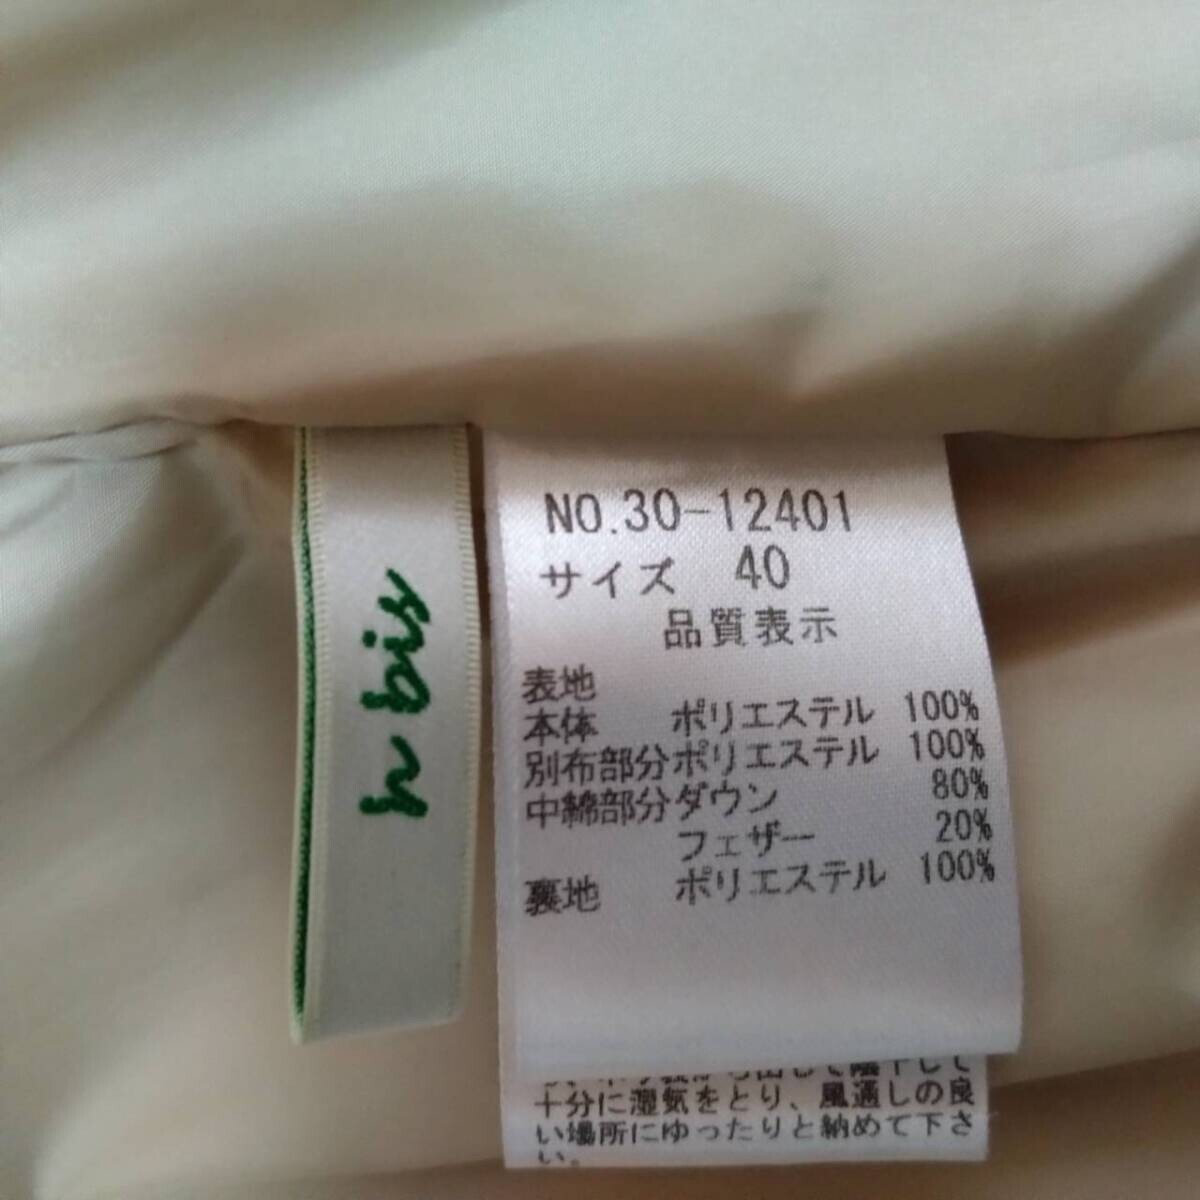 h bis
NO.30-12401
サイズ 40
品質表示
表地
本体 ポリエステル 100%
別布部分ポリエステル 100%
中綿部分ダウン 80%
フェザー 20%
裏地 ポリエステル 100%
十分に湿気をとり、風通しの良
い場所にゆったりと納めて下さ
い。